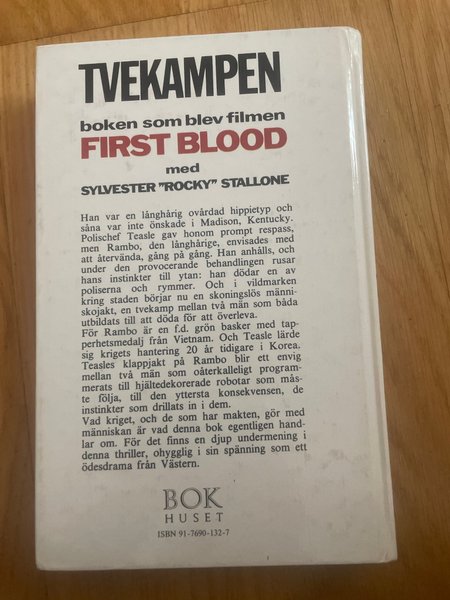 TVEKAMPEN
boken som blev filmen
FIRST BLOOD
med
SYLVESTER "ROCKY" STALLONE
Han var en långhårig ovårdad hippietyp och
såna var inte önskade i Madison, Kentucky.
Polischef Teasle gav honom prompt respass,
men Rambo, den långhårige, envisades med
att återvända, gång på gång. Han anhålls, och
under den provocerande behandlingen rusar
hans instinkter till ytan: han dödar en av
poliserna och rymmer. Och i vildmarken
kring staden börjar nu en skoningslös männi-
skojakt, en tvekamp mellan två män som båda
utbildats till att döda för att överleva.
För Rambo är en f.d. grön basker med tap-
perhetsmedalj från Vietnam. Och Teasle lärde
sig krigets hantering 20 år tidigare i Korea.
Teasles klappjakt på Rambo blir ett envig
mellan två män som oåterkalleligt program-
merats till hjältedekorerade robotar som mås-
te följa, till den yttersta konsekvensen, de
instinkter som drillats in i dem.
Vad kriget, och de som har makten, gör med
människan är vad denna bok egentligen hand-
lar om. För det finns en djup undermening i
denna thriller, ohygglig i sin spänning som ett
ödesdrama från Västern.
BOK
HUSET
ISBN 91-7690-132-7